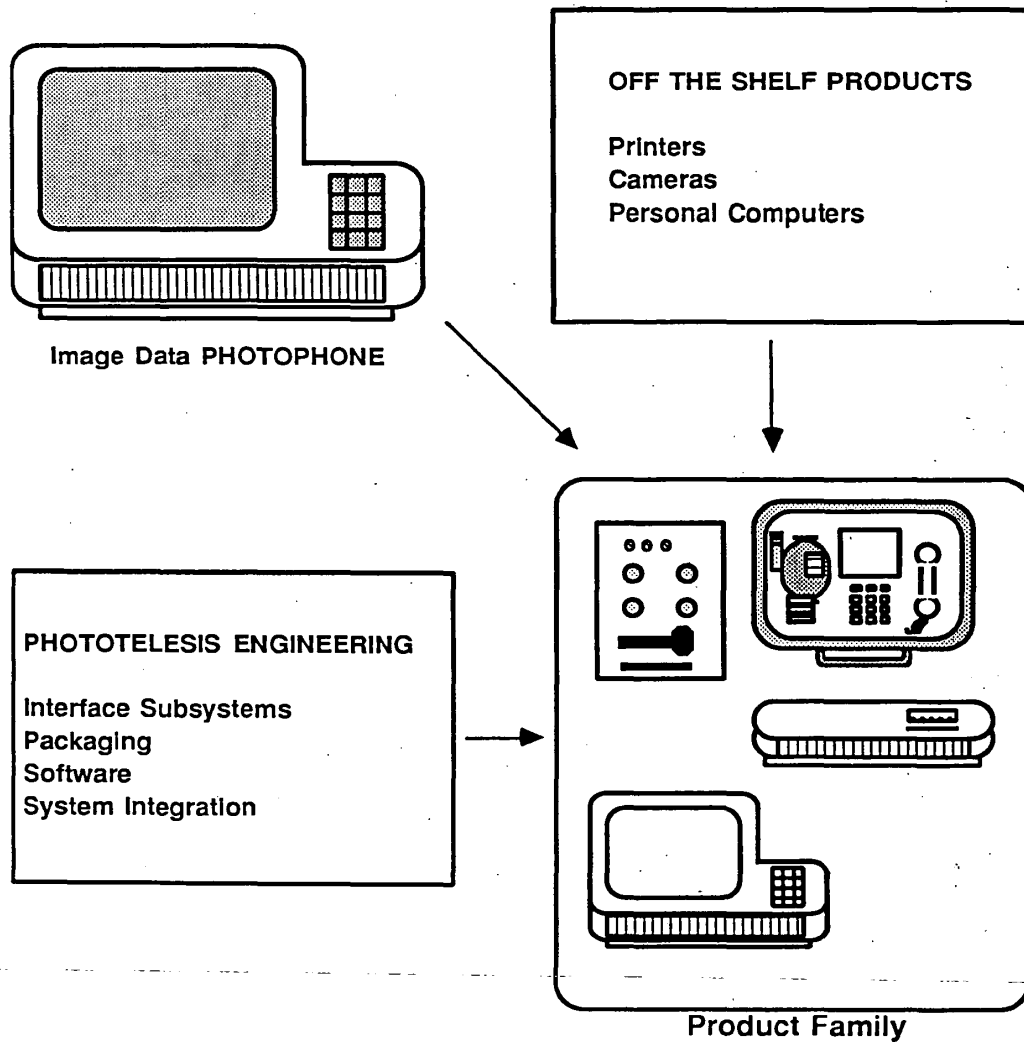 OFF THE SHELF PRODUCTS
Printers
Cameras
Personal Computers
Image Data PHOTOPHONE
PHOTOTELESIS ENGINEERING
Interface Subsystems
Packaging
Software
System Integration
Product Family